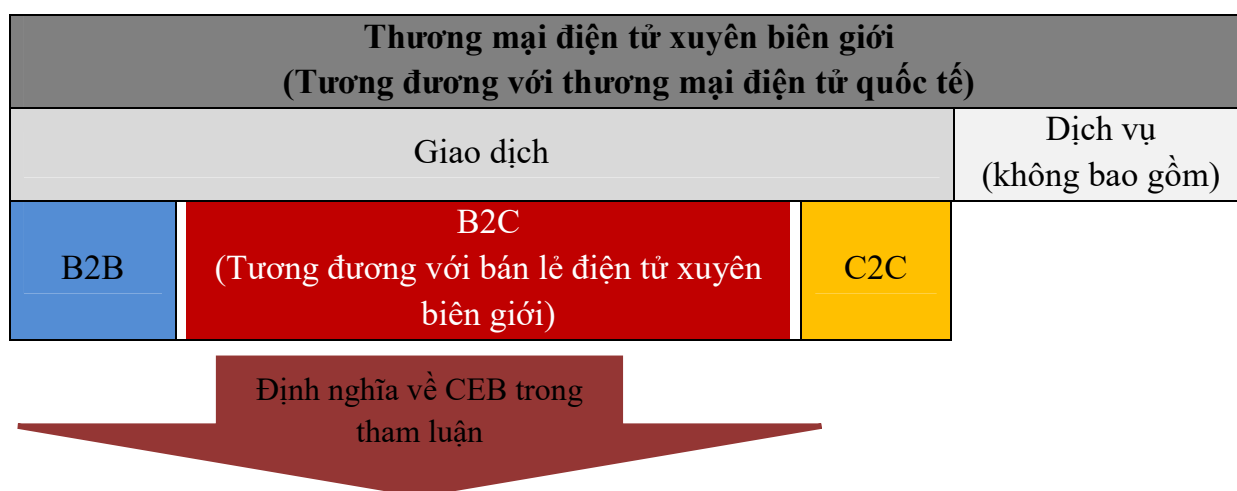 Thương mại điện tử xuyên biên giới
(Tương đương với thương mại điện tử quốc tế)
Giao dịch
Dịch vụ
(không bao gồm)
B2B
B2C
(Tương đương với bán lẻ điện tử xuyên
biên giới)
C2C
Định nghĩa về CEB trong
tham luận